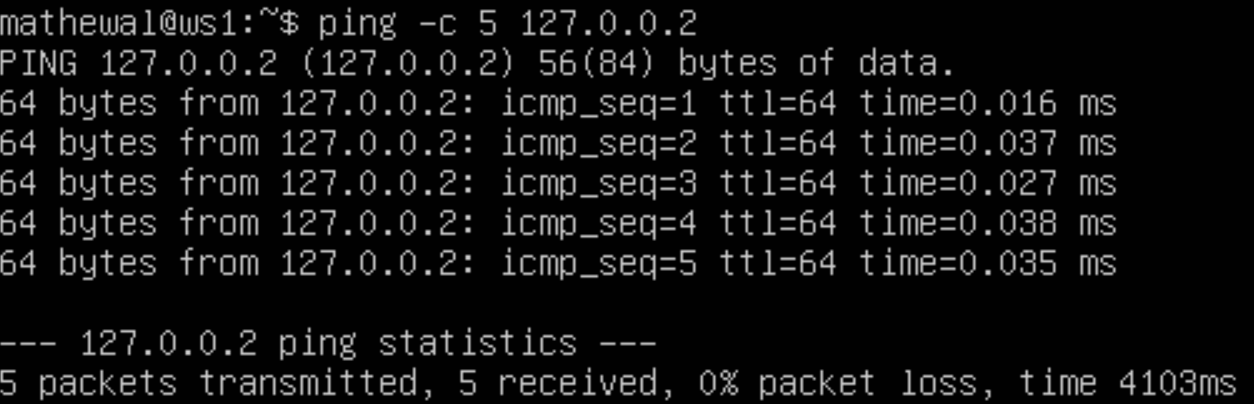 mathewal@ws1:~$ ping -c 5 127.0.0.2
PING 127.0.0.2 (127.0.0.2) 56(84) bytes of data.
64 bytes from 127.0.0.2: icmp_seq=1 ttl=64 time=0.016 ms
64 bytes from 127.0.0.2: icmp_seq=2 ttl=64 time=0.037 ms
64 bytes from 127.0.0.2: icmp_seq=3 ttl=64 time=0.027 ms
64 bytes from 127.0.0.2: icmp_seq=4 ttl=64 time=0.038 ms
64 bytes from 127.0.0.2: icmp_seq=5 ttl=64 time=0.035 ms
--- 127.0.0.2 ping statistics ---
5 packets transmitted, 5 received, 0% packet loss, time 4103ms